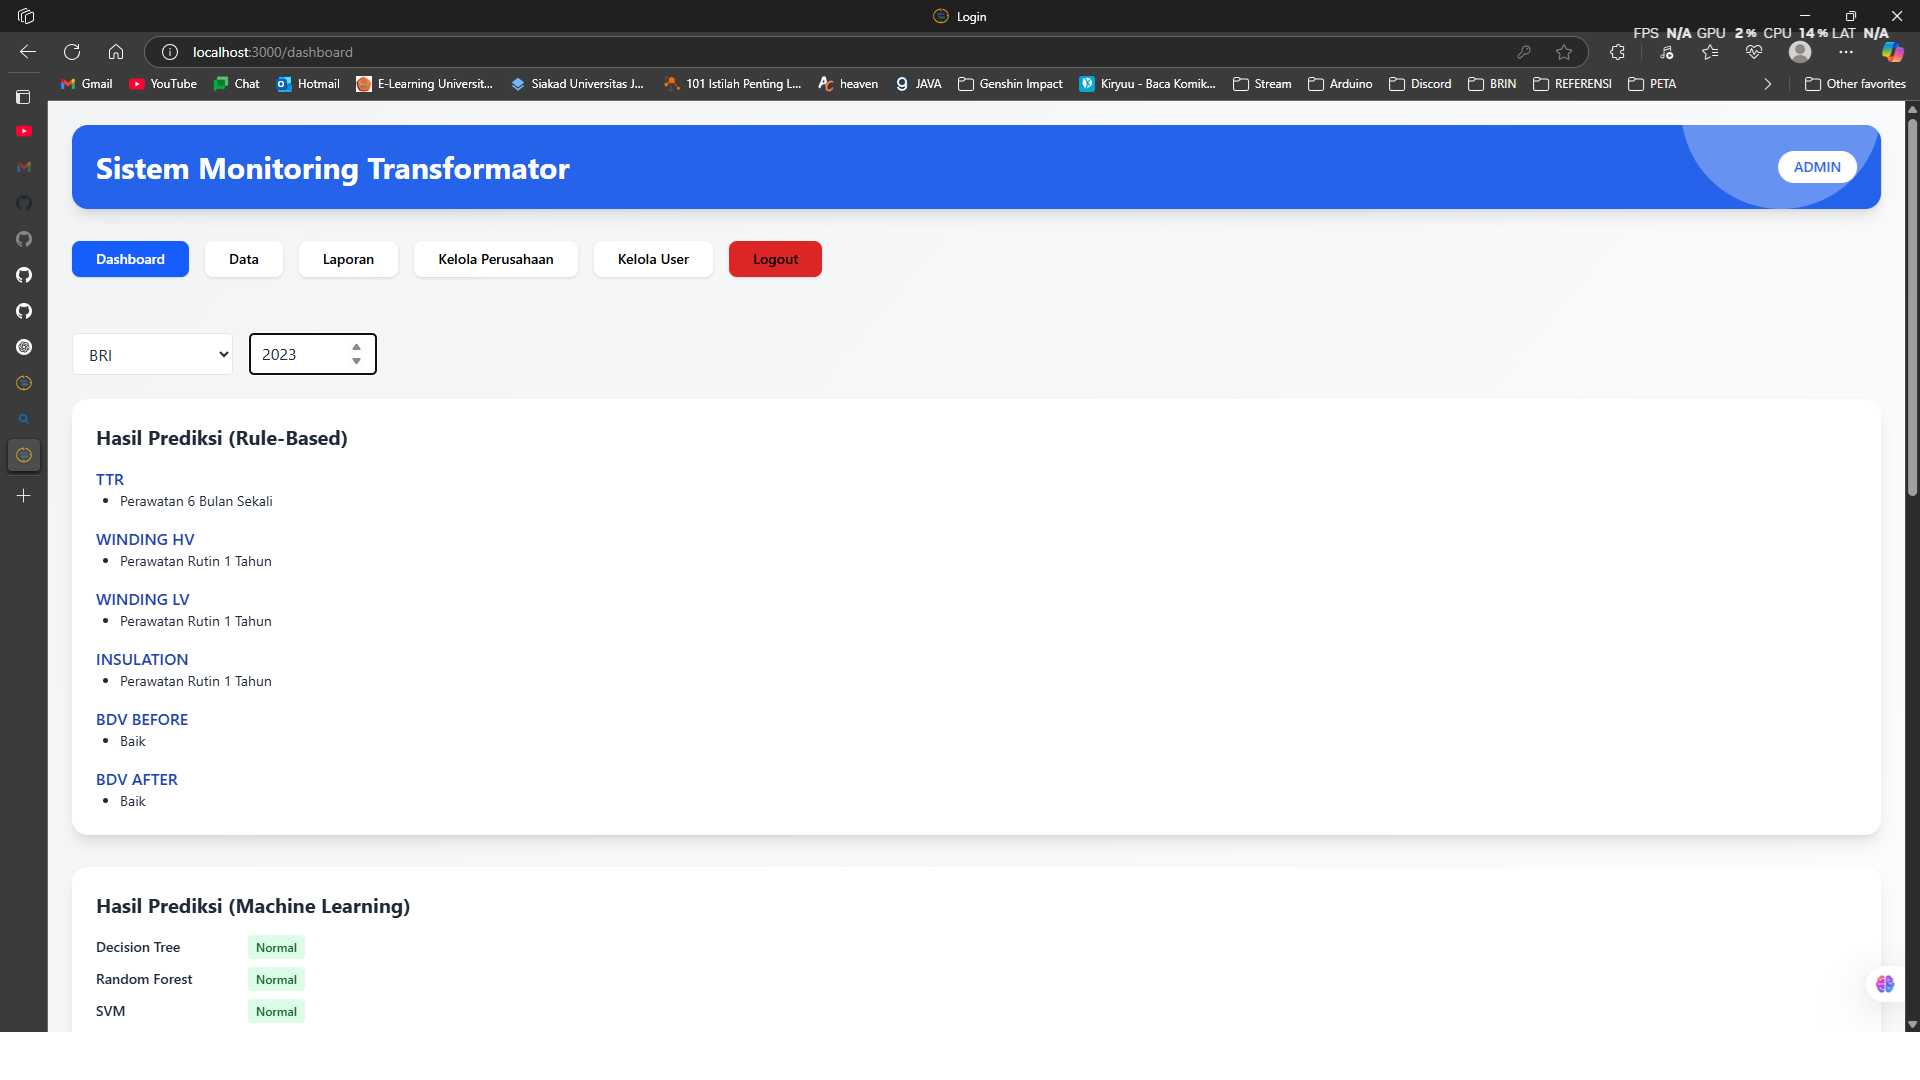 Login
FPS N/A GPU 2% CPU 14% LAT N/A
localhost:3000/dashboard
Gmail YouTube Chat Hotmail E-Learning Universit... Siakad Universitas J... 101 Istilah Penting L... heaven JAVA Genshin Impact Kiryuu - Baca Komik... Stream Arduino Discord BRIN REFERENSI PETA Other favorites
Sistem Monitoring Transformator
ADMIN
Dashboard Data Laporan Kelola Perusahaan Kelola User Logout
BRI 2023
Hasil Prediksi (Rule-Based)
TTR
• Perawatan 6 Bulan Sekali
WINDING HV
• Perawatan Rutin 1 Tahun
WINDING LV
• Perawatan Rutin 1 Tahun
INSULATION
• Perawatan Rutin 1 Tahun
BDV BEFORE
• Baik
BDV AFTER
• Baik
Hasil Prediksi (Machine Learning)
Decision Tree Normal
Random Forest Normal
SVM Normal